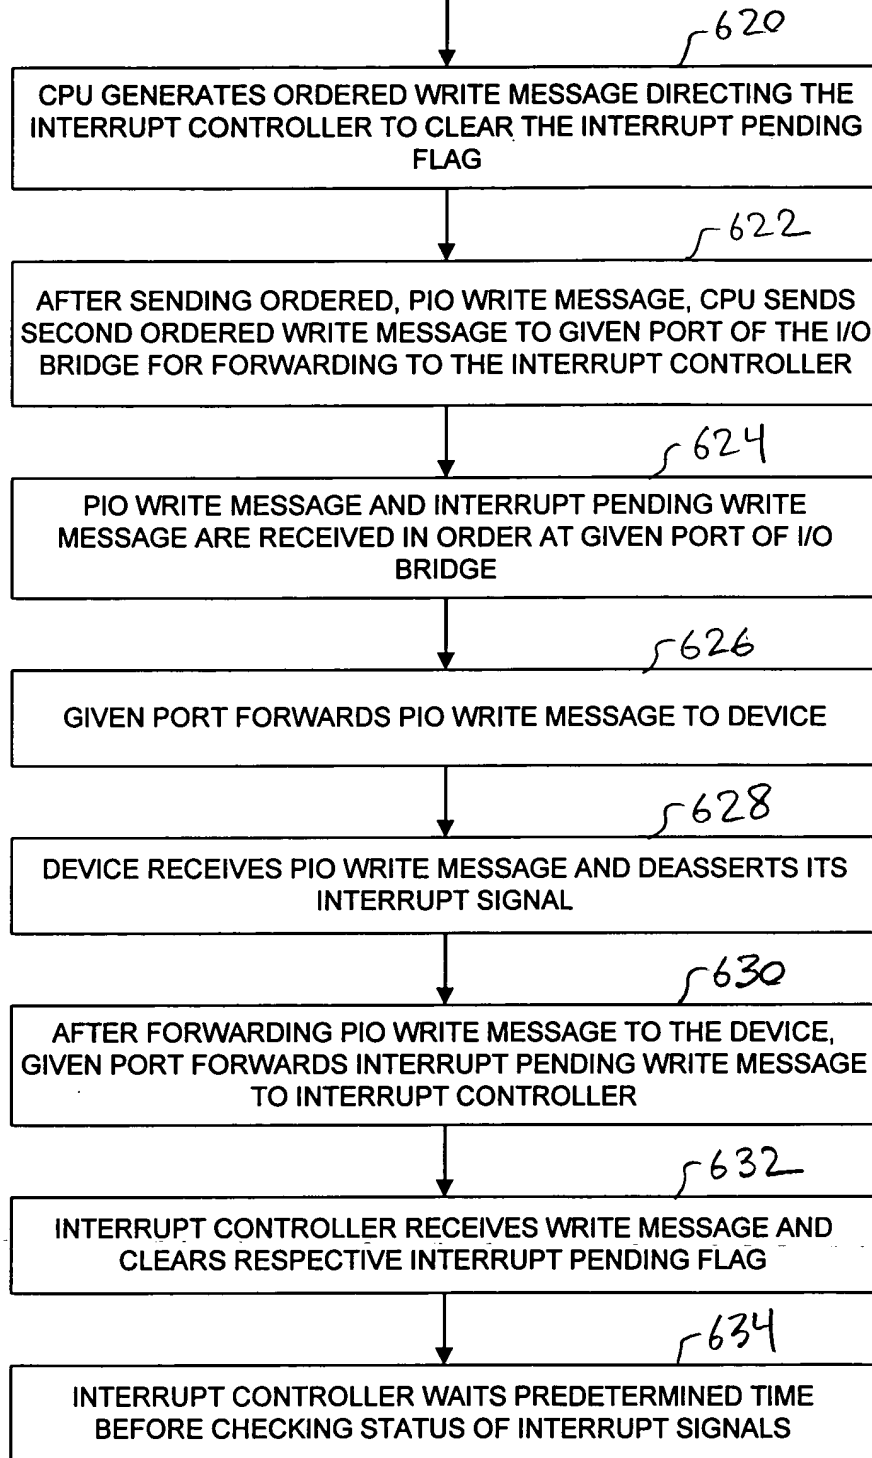 620
CPU GENERATES ORDERED WRITE MESSAGE DIRECTING THE
INTERRUPT CONTROLLER TO CLEAR THE INTERRUPT PENDING
FLAG
622
AFTER SENDING ORDERED, PIO WRITE MESSAGE, CPU SENDS
SECOND ORDERED WRITE MESSAGE TO GIVEN PORT OF THE I/O
BRIDGE FOR FORWARDING TO THE INTERRUPT CONTROLLER
624
PIO WRITE MESSAGE AND INTERRUPT PENDING WRITE
MESSAGE ARE RECEIVED IN ORDER AT GIVEN PORT OF I/O
BRIDGE
626
GIVEN PORT FORWARDS PIO WRITE MESSAGE TO DEVICE
628
DEVICE RECEIVES PIO WRITE MESSAGE AND DEASSERTS ITS
INTERRUPT SIGNAL
630
AFTER FORWARDING PIO WRITE MESSAGE TO THE DEVICE,
GIVEN PORT FORWARDS INTERRUPT PENDING WRITE MESSAGE
TO INTERRUPT CONTROLLER
632
INTERRUPT CONTROLLER RECEIVES WRITE MESSAGE AND
CLEARS RESPECTIVE INTERRUPT PENDING FLAG
634
INTERRUPT CONTROLLER WAITS PREDETERMINED TIME
BEFORE CHECKING STATUS OF INTERRUPT SIGNALS